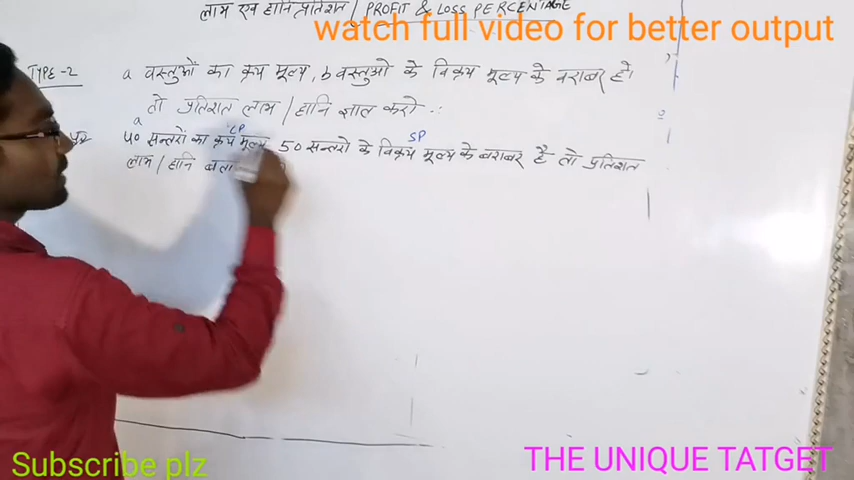 लाभ एवं हानि प्रतिशत / PROFIT & LOSS PERCENTAGE
watch full video for better output
TYPE-2 a वस्तुओं का क्रय मूल्य, b वस्तुओ के विक्रय मूल्य के बराबर हो।
तो प्रतिशत लाभ / हानि ज्ञात करो
a CP SP
40 सन्तरों का क्रय मूल्य 50 सन्तरो के विक्रय मूल्य के बराबर है तो प्रतिशत
लाभ / हानि बता
Subscribe plz
THE UNIQUE TATGET